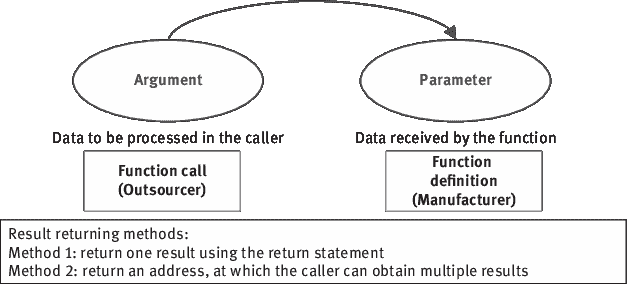 Argument
Parameter
Data to be processed in the caller
Data received by the function
Function call
(Outsourcer)
Function
definition
(Manufacturer)
Result returning methods:
Method 1: return one result using the return statement
Method 2: return an address, at which the caller can obtain multiple results